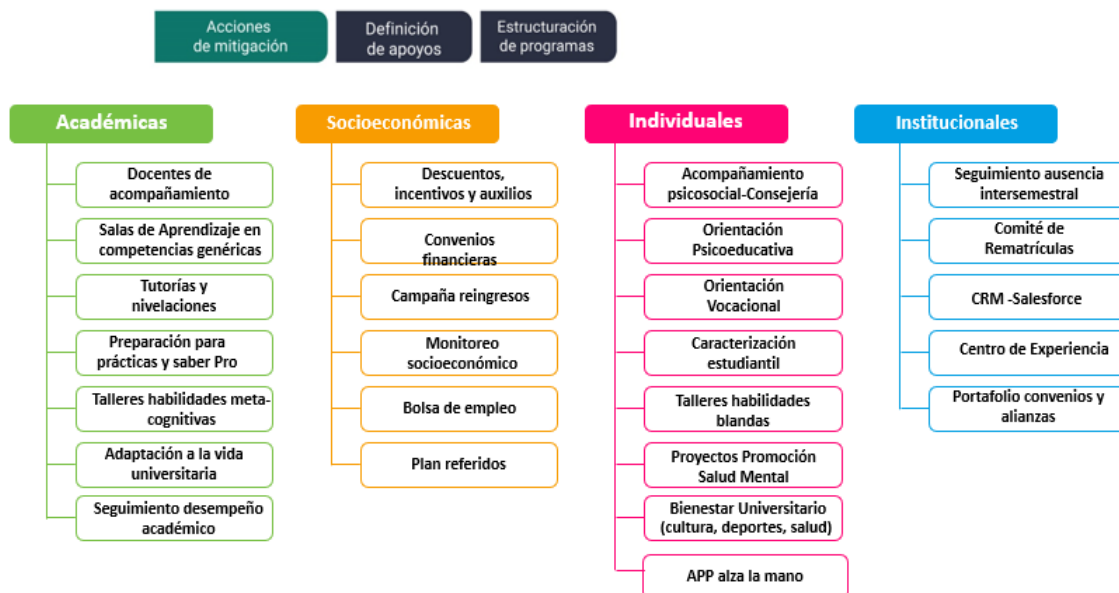 Acciones
de mitigación
Definición
de apoyos
Estructuración
de programas
Académicas
Docentes de
acompañamiento
Salas de Aprendizaje en
competencias genéricas
Tutorías y
nivelaciones
Preparación para
prácticas y saber Pro
Talleres habilidades meta-
cognitivas
Adaptación a la vida
universitaria
Seguimiento desempeño
académico
Socioeconómicas
Descuentos,
incentivos y auxilios
Convenios
financieras
Campaña reingresos
Monitoreo
socioeconómico
Bolsa de empleo
Plan referidos
Individuales
Acompañamiento
psicosocial-Consejería
Orientación
Psicoeducativa
Orientación
Vocacional
Caracterización
estudiantil
Talleres habilidades
blandas
Proyectos Promoción
Salud Mental
Bienestar Universitario
(cultura, deportes, salud)
APP alza la mano
Institucionales
Seguimiento ausencia
intersemestral
Comité de
Rematrículas
CRM -Salesforce
Centro de Experiencia
Portafolio convenios y
alianzas